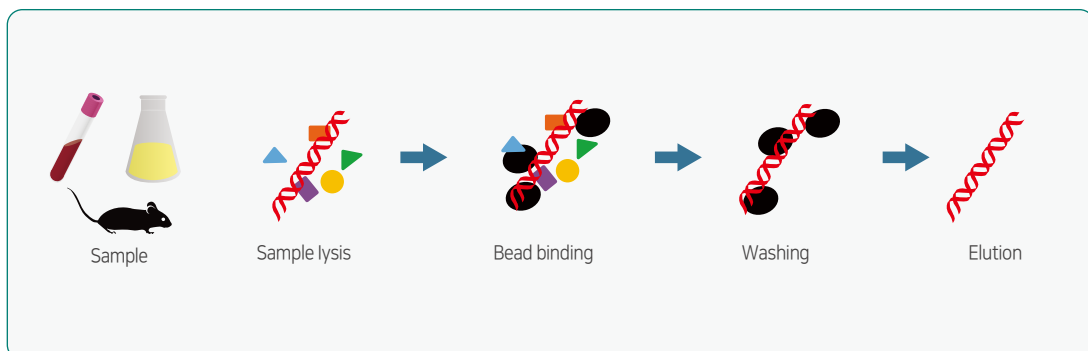 Sample
Sample lysis
Bead binding
Washing
Elution